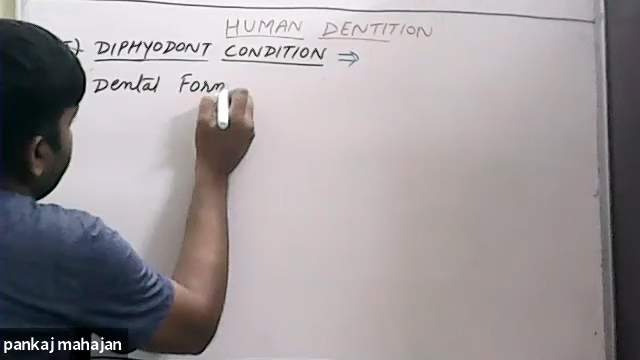 HUMAN DENTITION
DIPHYODONT CONDITION ⇒
Dental Form
pankaj mahajan